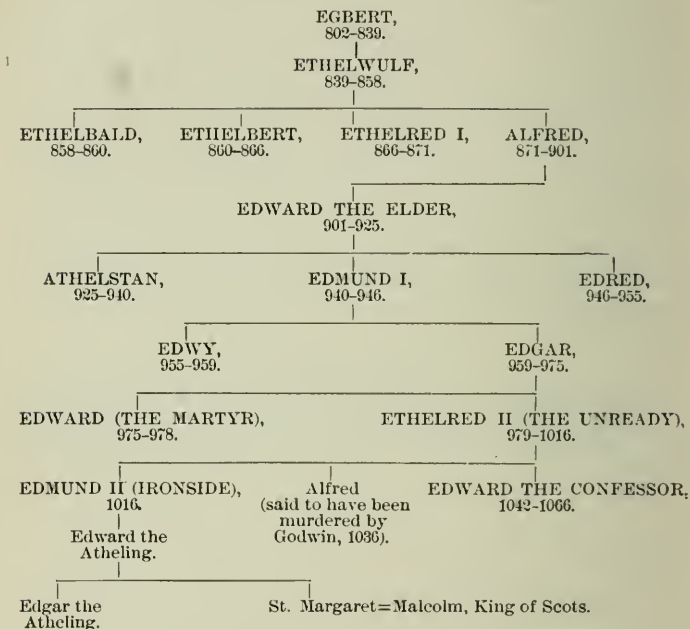 EGBERT,
802-839.
1
ETHELWULF,
839-858.
ETHELBALD, ETHELBERT, ETHELRED I, ALFRED,
858-860. 860-866. 866-871. 871-901.
EDWARD THE ELDER,
901-925.
ATHELSTAN, EDMUND I, EDRED,
925-940. 940-946. 946-955.
EDWY, EDGAR,
955-959. 959-975.
EDWARD (THE MARTYR), ETHELRED II (THE UNREADY),
975-978. 979-1016.
EDMUND II (IRONSIDE), Alfred EDWARD THE CONFESSOR,
1016. (said to have been 1042-1066.
murdered by
Edward the Godwin, 1036).
Atheling.
Edgar the St. Margaret=Malcolm, King of Scots.
Atheling.